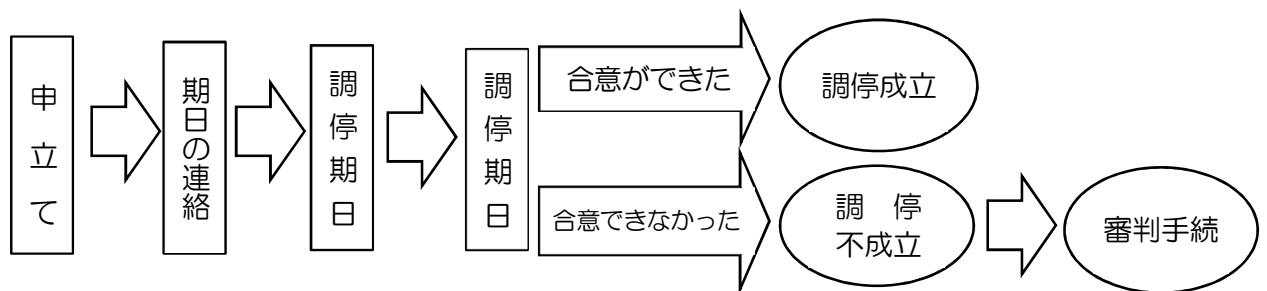 申立て
期日の連絡
調停期日
調停期日
合意ができた
調停成立
合意できなかった
調　停
不成立
審判手続